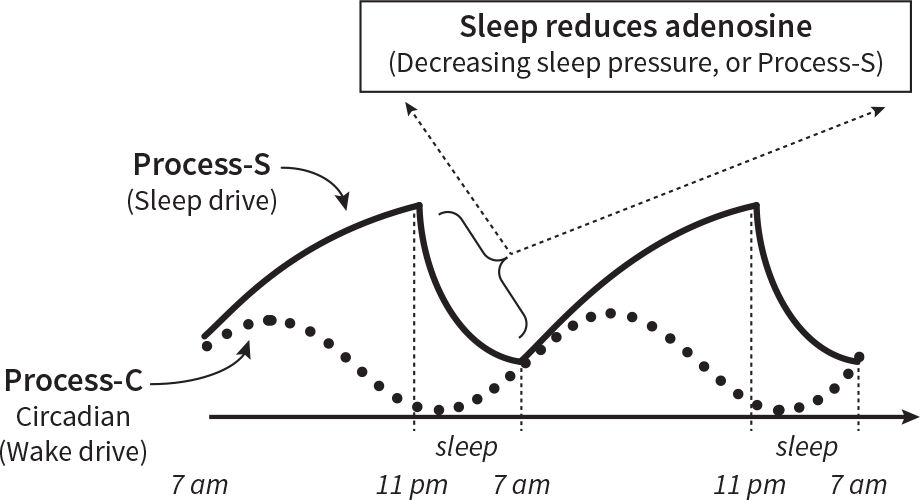 Sleep reduces adenosine
(Decreasing sleep pressure, or Process-S)
Process-S
(Sleep drive)
Process-C
Circadian
(Wake drive)
sleep
sleep
7 am
11 pm
7 am
11 pm
7 am